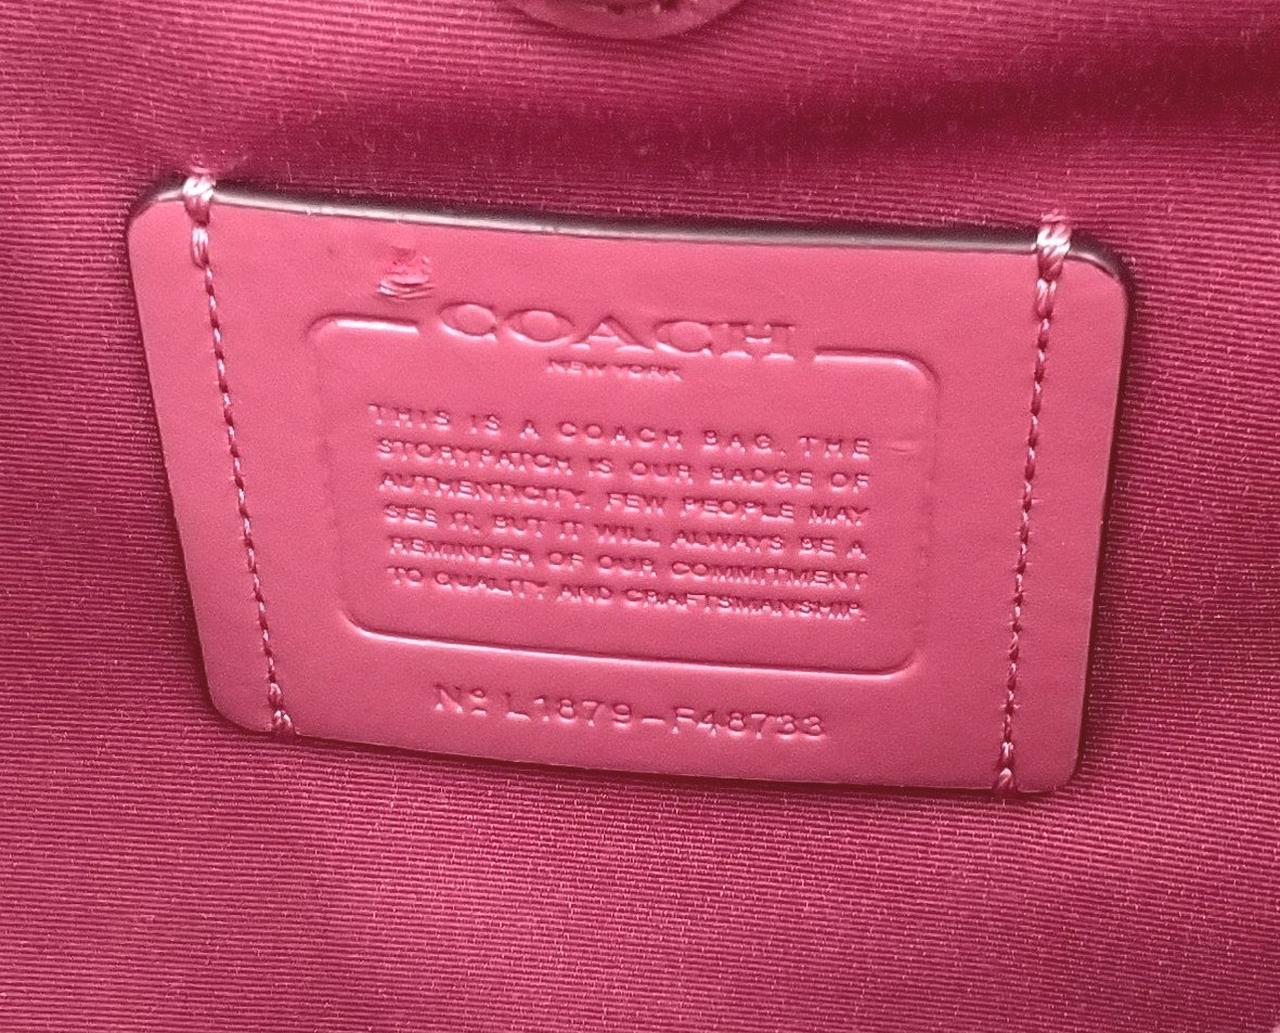 COACH
NEW YORK
THIS IS A COACH BAG. THE
STORYPATCH IS OUR BADGE OF
AUTHENTICITY. FEW PEOPLE MAY
SEE IT, BUT IT WILL ALWAYS BE A
REMINDER OF OUR COMMITMENT
TO QUALITY AND CRAFTSMANSHIP.
Nº L1879-F48733